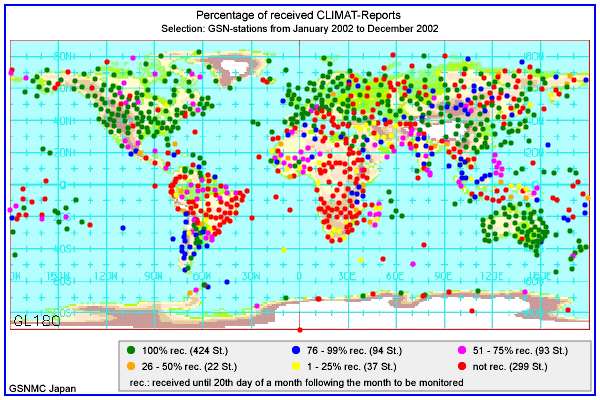 Percentage of received CLIMAT-Reports
Selection: GSN-stations from January 2002 to December 2002
GL180
100% rec. (424 St.) 76 - 99% rec. (94 St.) 51 - 75% rec. (93 St.)
26 - 50% rec. (22 St.) 1 - 25% rec. (37 St.) not rec. (299 St.)
rec.: received until 20th day of a month following the month to be monitored
GSNMC Japan